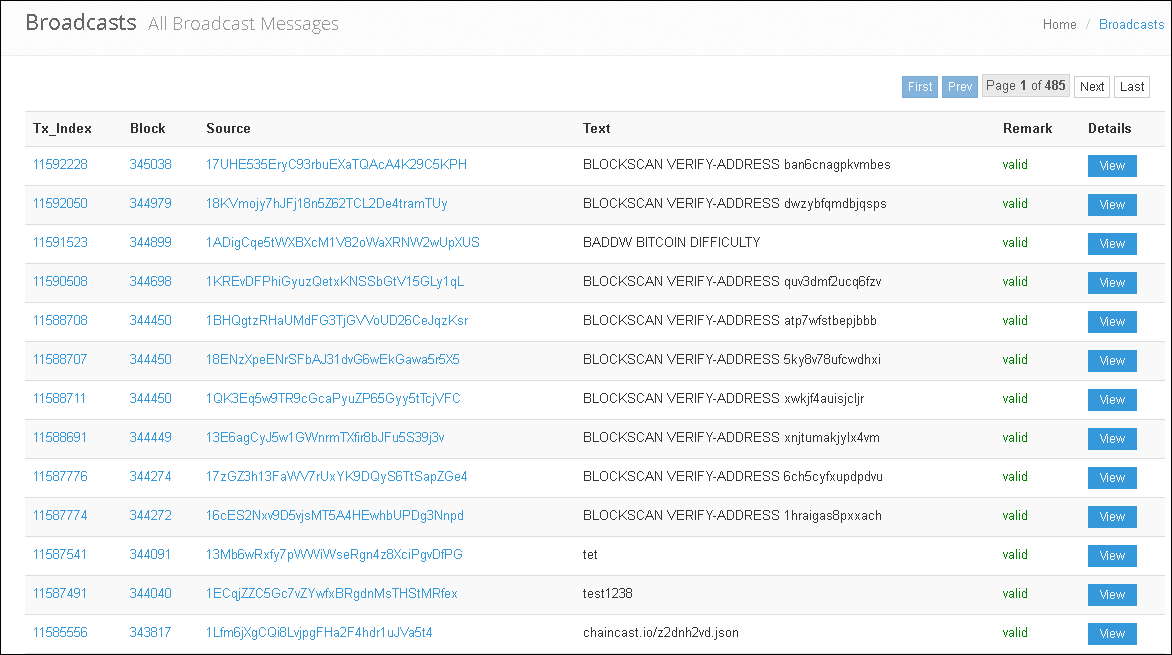 Broadcasts All Broadcast Messages
Home / Broadcasts
First Prev Page 1 of 485 Next Last
Tx_Index Block Source Text Remark Details
11592228 345038 17UHE535EryC93rbuEXaTQAcA4K29C5KPH BLOCKSCAN VERIFY-ADDRESS ban6cnagpkvmbes valid View
11592050 344979 18KVmojy7hJFj18n5Z62TCL2De4tramTUy BLOCKSCAN VERIFY-ADDRESS dwzybfqmdbjqsps valid View
11591523 344899 1ADigCqe5tWXBXcM1V82oWaXRNW2wUpXUS BADDW BITCOIN DIFFICULTY valid View
11590508 344698 1KREvDFPhiGyuzQetxKNSSbGtV15GLy1qL BLOCKSCAN VERIFY-ADDRESS quv3dmf2ucq6fzv valid View
11588708 344450 1BHQgtzRHaUMdFG3TjGVVoUD26CeJqzKsr BLOCKSCAN VERIFY-ADDRESS atp7wfstbepjbbb valid View
11588707 344450 18ENzXpeENrSFbAJ31dvG6wEkGawa5r5X5 BLOCKSCAN VERIFY-ADDRESS 5ky8v78ufcwdhxi valid View
11588711 344450 1QK3Eq5w9TR9cGcaPyuZP65Gyy5tTcjVFC BLOCKSCAN VERIFY-ADDRESS xwkjf4auisjcljr valid View
11588691 344449 13E6agCyJ5w1GWnrmTXfir8bJFu5S39j3v BLOCKSCAN VERIFY-ADDRESS xnjtumakjylx4vm valid View
11587776 344274 17zGZ3h13FaWV7rUxYK9DQyS6TtSapZGe4 BLOCKSCAN VERIFY-ADDRESS 6ch5cyfxupdpdvu valid View
11587774 344272 16cES2Nxv9D5vjsMT5A4HEwhbUPDg3Nnpd BLOCKSCAN VERIFY-ADDRESS 1hraigas8pxxach valid View
11587541 344091 13Mb6wRxfy7pWWiWseRgn4z8XciPgvDfPG tet valid View
11587491 344040 1ECqjZZC5Gc7vZYwfxBRgdnMsTHStMRfex test1238 valid View
11585556 343817 1Lfm6jXgCQi8LvjpgFHa2F4hdr1uJVa5t4 chaincast.io/z2dnh2vd.json valid View